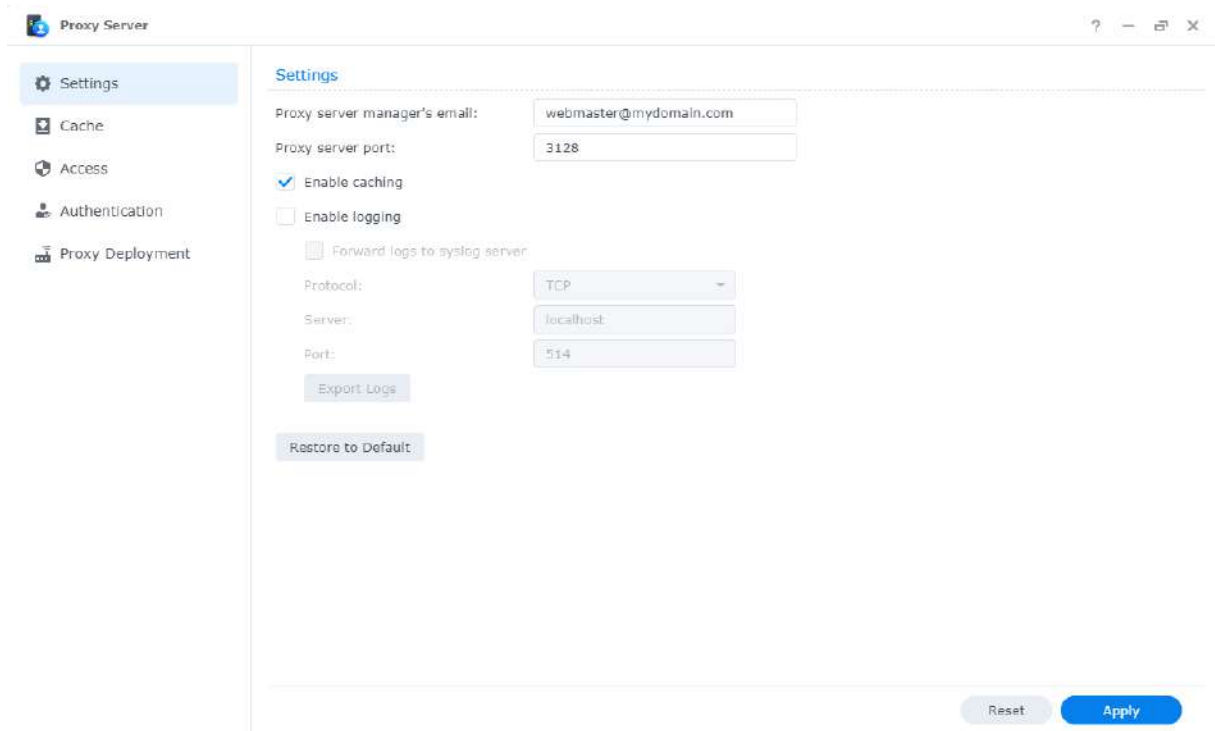 Proxy Server
Settings
Cache
Access
Authentication
Proxy Deployment
Settings
Proxy server manager's email: webmaster@mydomain.com
Proxy server port: 3128
Enable caching
Enable logging
Forward logs to syslog server
Protocol: TCP
Server: localhost
Port: 514
Export Logs
Restore to Default
Reset Apply